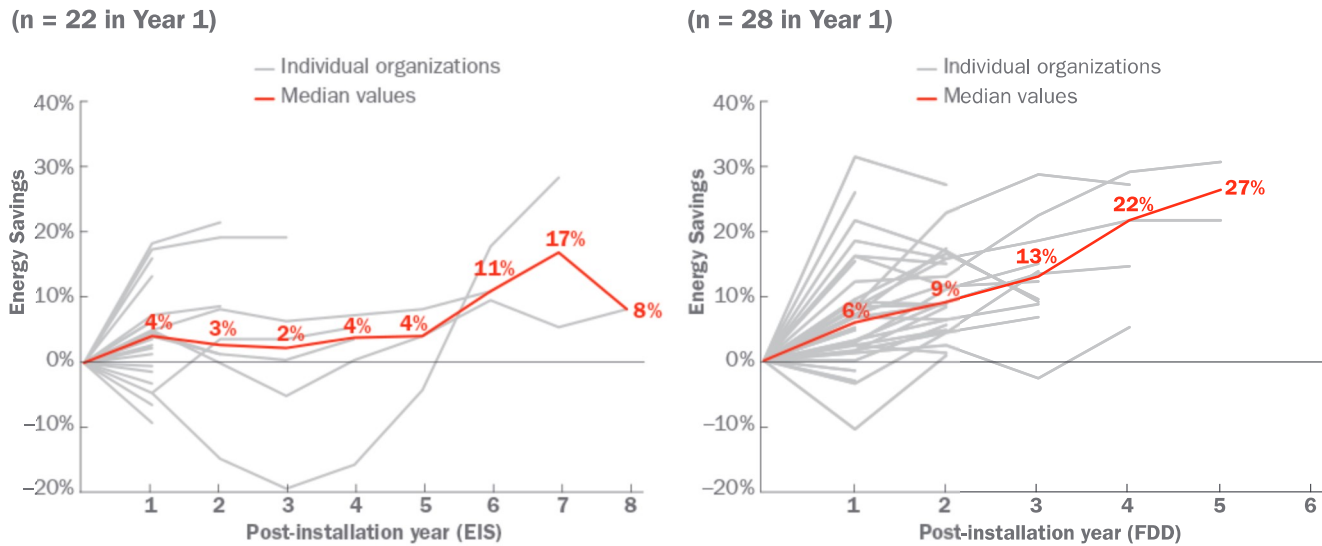 (n = 22 in Year 1)
Individual organizations
Median values
40%
30%
20%
10%
0%
–10%
–20%
Energy Savings
4%
3%
2%
4%
4%
11%
17%
8%
1 2 3 4 5 6 7 8
Post-installation year (EIS)
(n = 28 in Year 1)
Individual organizations
Median values
40%
30%
20%
10%
0%
–10%
–20%
Energy Savings
6%
9%
13%
22%
27%
1 2 3 4 5 6
Post-installation year (FDD)